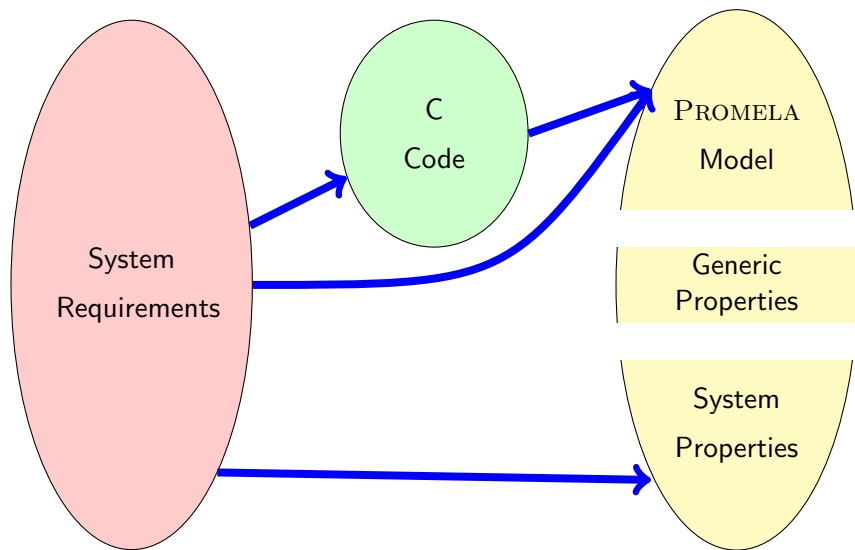 System
Requirements
C
Code
PROMELA
Model
Generic
Properties
System
Properties